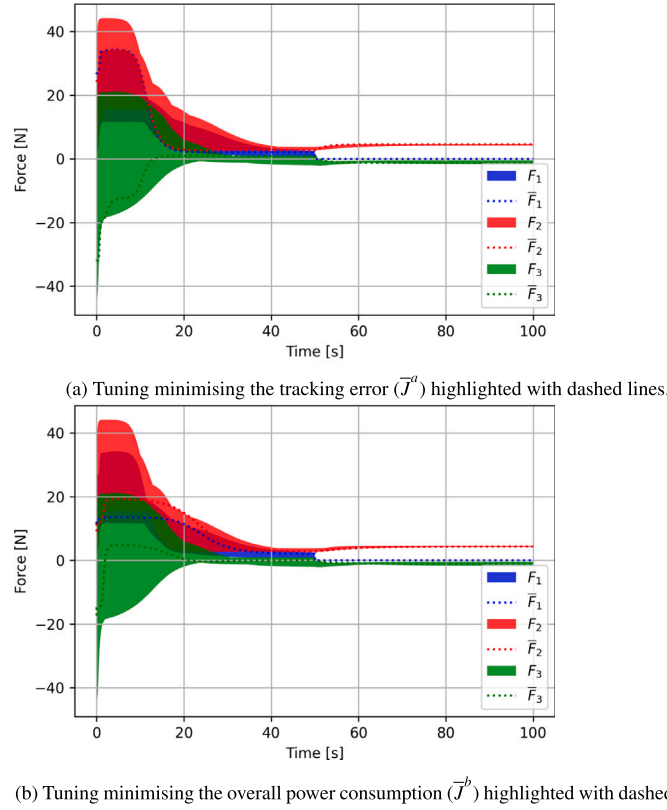 40
20
0
−20
−40
Force [N]
F1
F̅1
F2
F̅2
F3
F̅3
0 20 40 60 80 100
Time [s]
(a) Tuning minimising the tracking error (J̅ᵃ) highlighted with dashed lines.
40
20
0
−20
−40
Force [N]
F1
F̅1
F2
F̅2
F3
F̅3
0 20 40 60 80 100
Time [s]
(b) Tuning minimising the overall power consumption (J̅ᵇ) highlighted with dashed